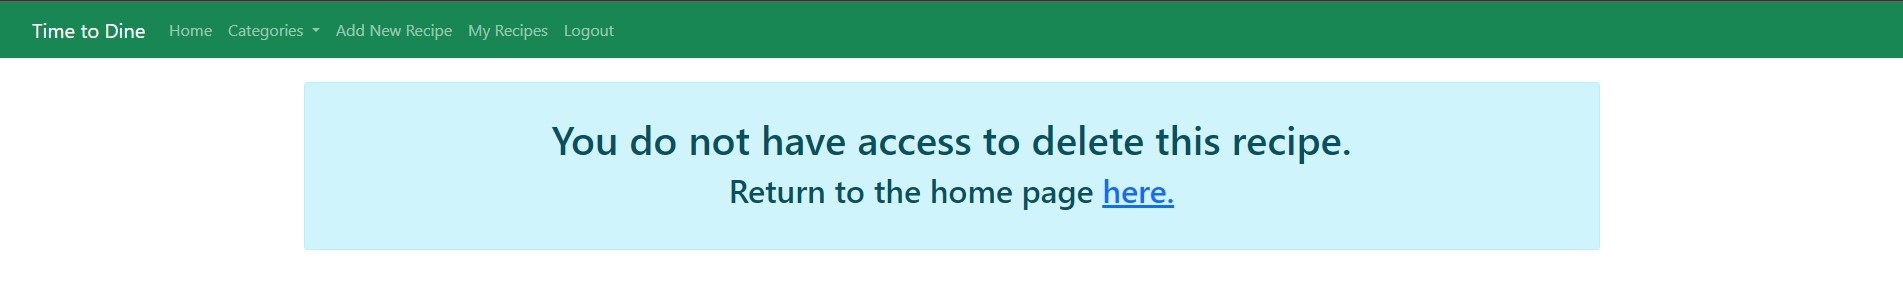 Time to Dine Home Categories Add New Recipe My Recipes Logout
You do not have access to delete this recipe.
Return to the home page here.